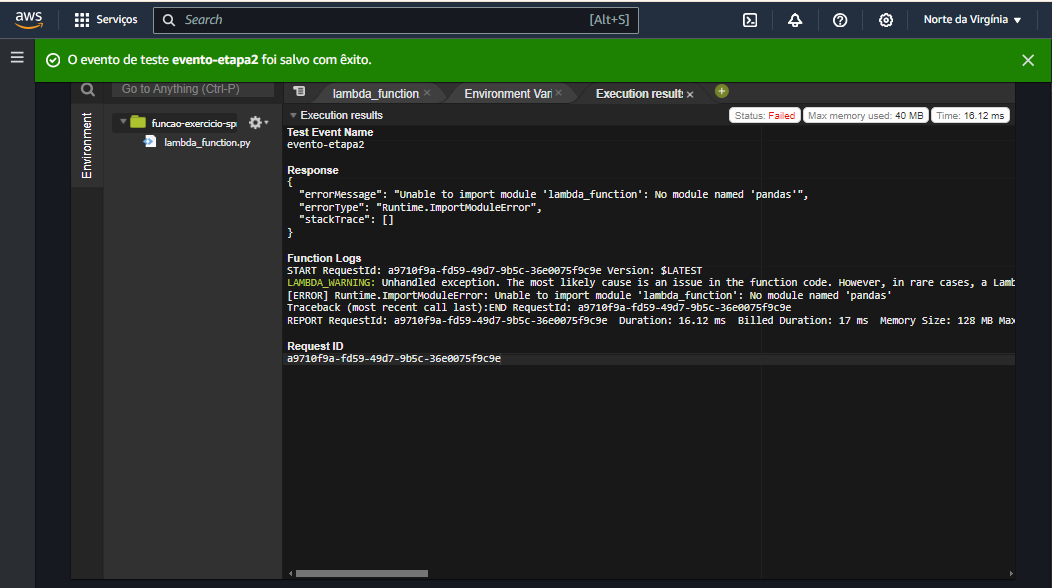 aws
Serviços
Search
[Alt+S]
Norte da Virgínia
O evento de teste evento-etapa2 foi salvo com êxito.
Go to Anything (Ctrl-P)
lambda_function
Environment Vari
Execution results
Environment
funcao-exercicio-spr
lambda_function.py
Execution results
Status: Failed
Max memory used: 40 MB
Time: 16.12 ms
Test Event Name
evento-etapa2
Response
{
"errorMessage": "Unable to import module 'lambda_function': No module named 'pandas'",
"errorType": "Runtime.ImportModuleError",
"stackTrace": []
}
Function Logs
START RequestId: a9710f9a-fd59-49d7-9b5c-36e0075f9c9e Version: $LATEST
LAMBDA_WARNING: Unhandled exception. The most likely cause is an issue in the function code. However, in rare cases, a Lamb
[ERROR] Runtime.ImportModuleError: Unable to import module 'lambda_function': No module named 'pandas'
Traceback (most recent call last):END RequestId: a9710f9a-fd59-49d7-9b5c-36e0075f9c9e
REPORT RequestId: a9710f9a-fd59-49d7-9b5c-36e0075f9c9e Duration: 16.12 ms Billed Duration: 17 ms Memory Size: 128 MB Max
Request ID
a9710f9a-fd59-49d7-9b5c-36e0075f9c9e